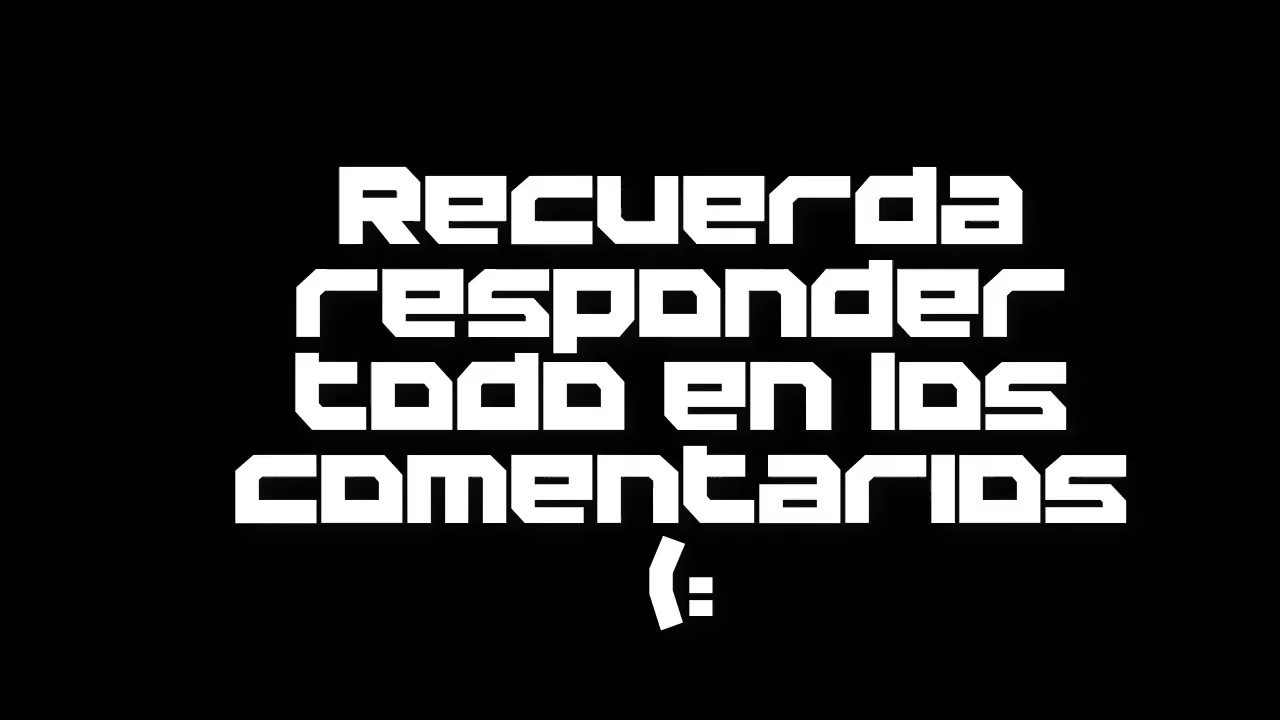 Recuerda
responder
todo en los
comentarios
(: